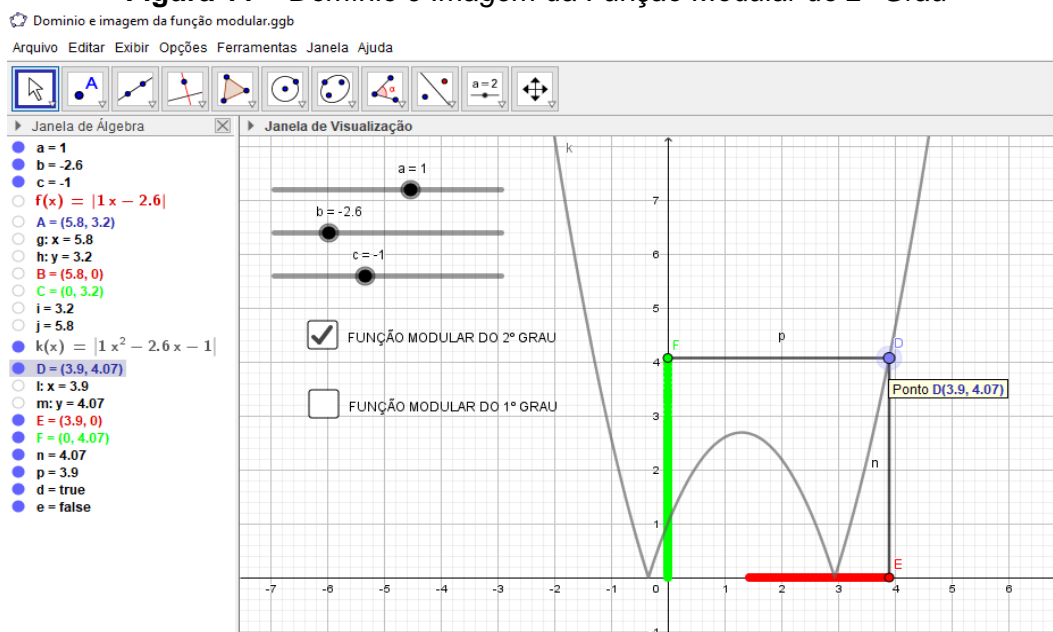 Figura 17 – Domínio e Imagem da Função Modular do 2º Grau
Dominio e imagem da função modular.ggb
Arquivo Editar Exibir Opções Ferramentas Janela Ajuda
A
α
a = 2
Janela de Álgebra
Janela de Visualização
a = 1
b = -2.6
c = -1
f(x) = |1 x − 2.6|
A = (5.8, 3.2)
g: x = 5.8
h: y = 3.2
B = (5.8, 0)
C = (0, 3.2)
i = 3.2
j = 5.8
k(x) = |1 x² − 2.6 x − 1|
D = (3.9, 4.07)
l: x = 3.9
m: y = 4.07
E = (3.9, 0)
F = (0, 4.07)
n = 4.07
p = 3.9
d = true
e = false
k
a = 1
b = -2.6
c = -1
FUNÇÃO MODULAR DO 2º GRAU
FUNÇÃO MODULAR DO 1º GRAU
7
6
5
4
3
2
1
F
p
D
Ponto D(3.9, 4.07)
n
E
-7 -6 -5 -4 -3 -2 -1 0 1 2 3 4 5 6